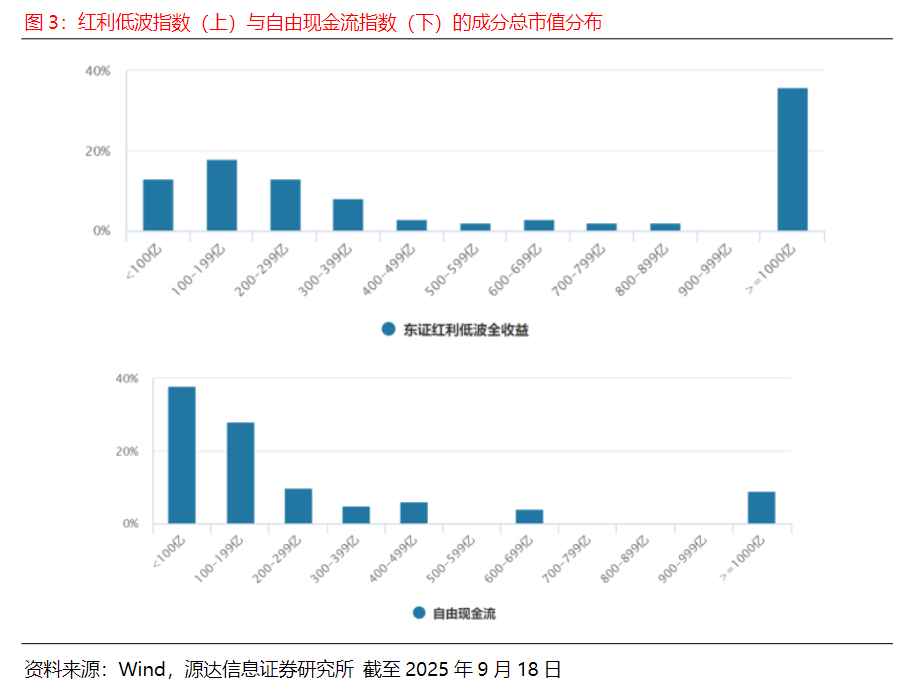 图 3：红利低波指数（上）与自由现金流指数（下）的成分总市值分布
40%
20%
0%
<100亿
100-199亿
200-299亿
300-399亿
400-499亿
500-599亿
600-699亿
700-799亿
800-899亿
900-999亿
>=1000亿
东证红利低波全收益
40%
20%
0%
<100亿
100-199亿
200-299亿
300-399亿
400-499亿
500-599亿
600-699亿
700-799亿
800-899亿
900-999亿
>=1000亿
自由现金流
资料来源：Wind，源达信息证券研究所 截至 2025 年 9 月 18 日